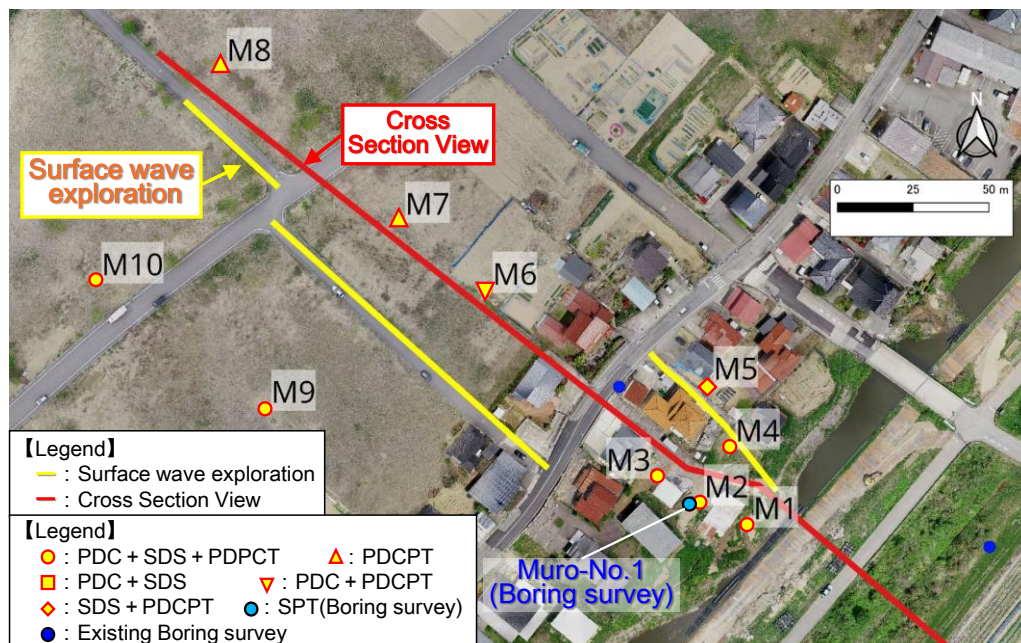 M8
Cross
Section View
N
0 25 50 m
Surface wave
exploration
M7
M10
M6
M5
M9
M4
M3
M2
M1
Muro-No.1
(Boring survey)
【Legend】
: Surface wave exploration
: Cross Section View
【Legend】
: PDC + SDS + PDPCT : PDCPT
: PDC + SDS : PDC + PDCPT
: SDS + PDCPT : SPT(Boring survey)
: Existing Boring survey